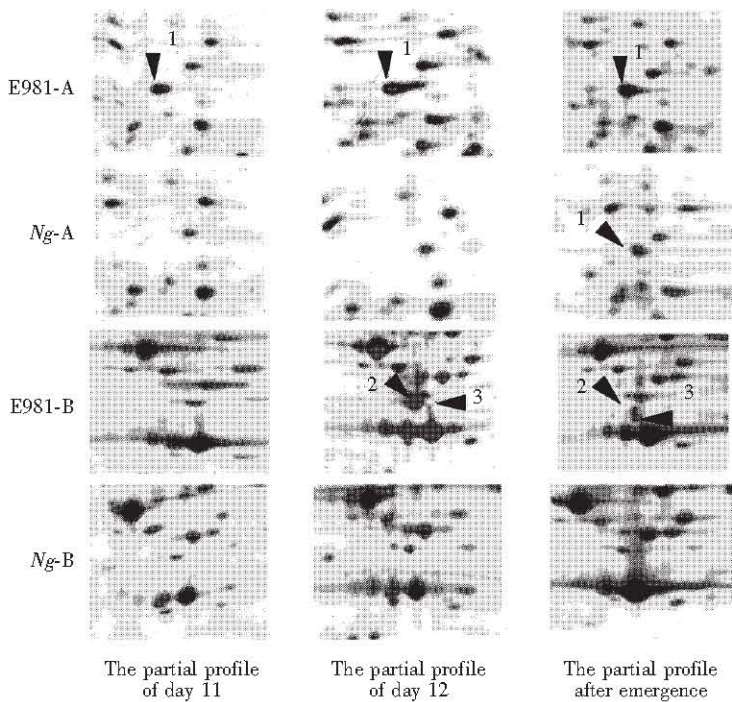 1
1
1
E981-A
Ng-A
1
E981-B
2
3
2
3
Ng-B
The partial profile of day 11
The partial profile of day 12
The partial profile after emergence